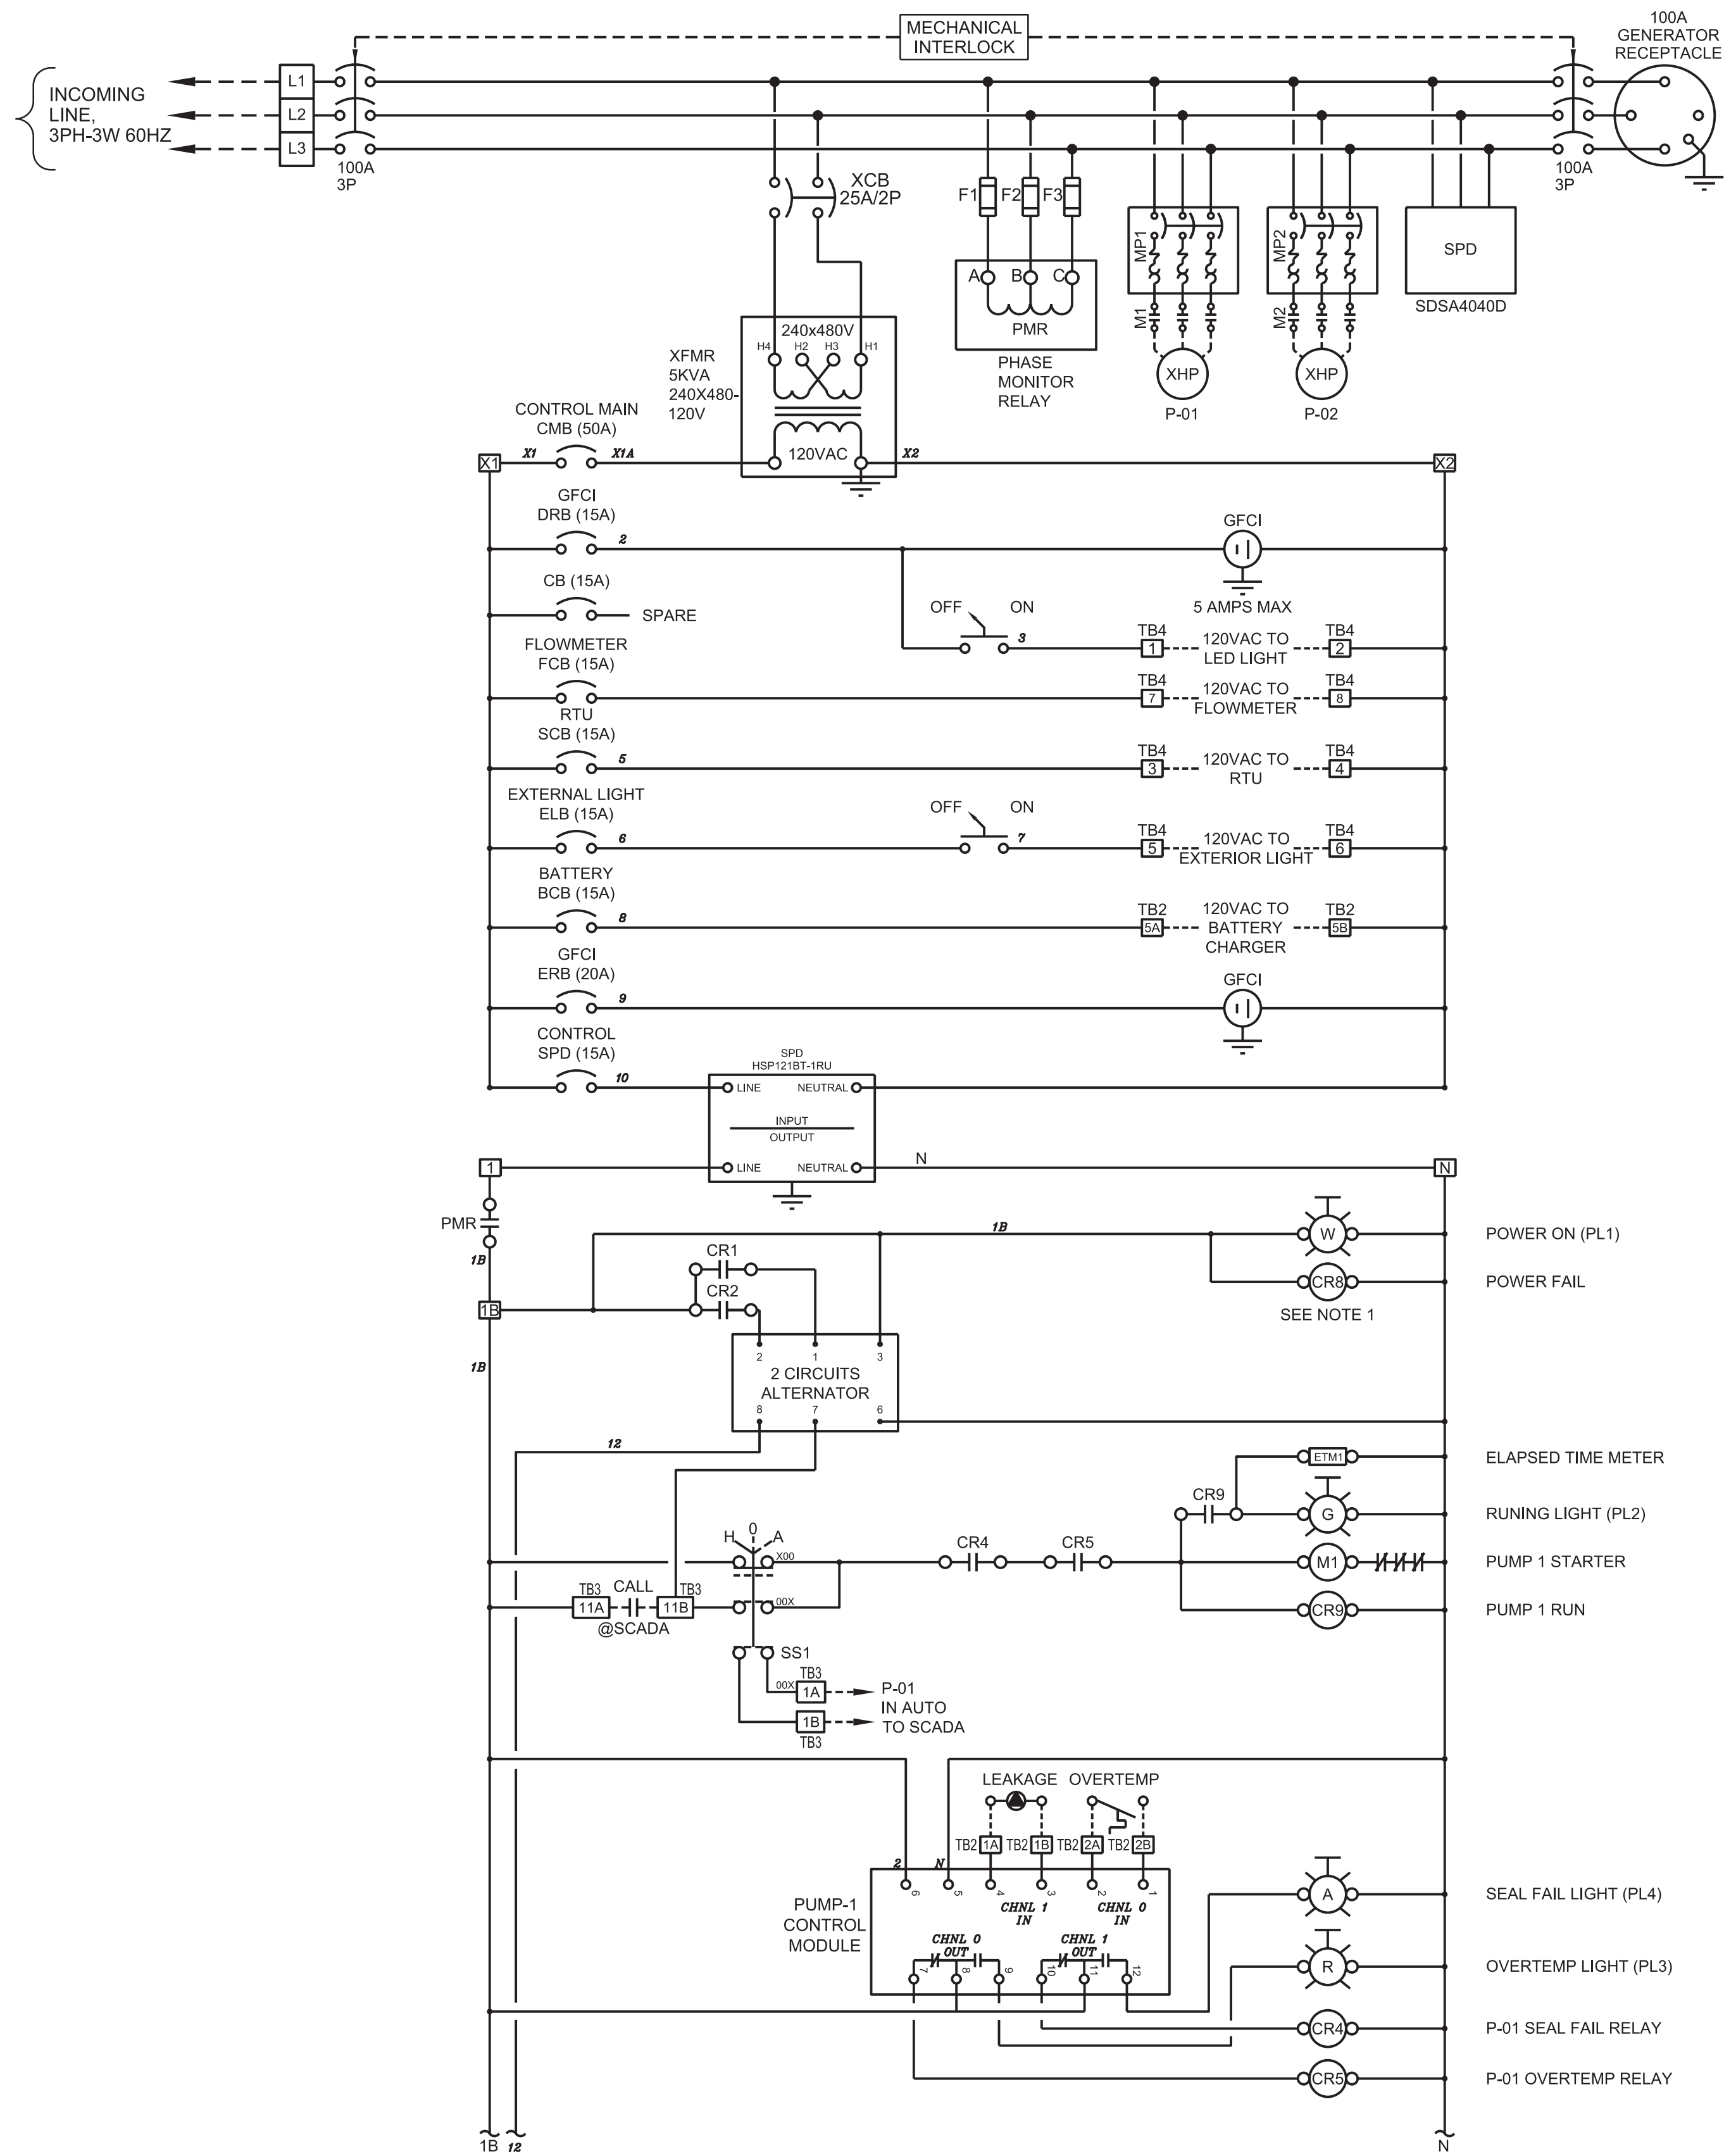 MECHANICAL
INTERLOCK
100A
GENERATOR
RECEPTACLE
INCOMING
LINE,
3PH-3W 60HZ
L1
L2
L3
100A
3P
100A
3P
XCB
25A/2P
F1
F2
F3
A
B
C
PMR
PHASE
MONITOR
RELAY
MP1
M1
XHP
P-01
MP2
M2
XHP
P-02
SPD
SDSA4040D
XFMR
5KVA
240X480-
120V
240x480V
H4
H2
H3
H1
120VAC
CONTROL MAIN
CMB (50A)
X1
X1
X1A
X2
X2
GFCI
DRB (15A)
2
GFCI
5 AMPS MAX
CB (15A)
SPARE
OFF
ON
3
TB4
1
120VAC TO
LED LIGHT
TB4
2
FLOWMETER
FCB (15A)
TB4
7
120VAC TO
FLOWMETER
TB4
8
RTU
SCB (15A)
5
TB4
3
120VAC TO
RTU
TB4
4
EXTERNAL LIGHT
ELB (15A)
6
OFF
ON
7
TB4
5
120VAC TO
EXTERIOR LIGHT
TB4
6
BATTERY
BCB (15A)
8
TB2
5A
120VAC TO
BATTERY
CHARGER
TB2
5B
GFCI
ERB (20A)
9
GFCI
CONTROL
SPD (15A)
10
SPD
HSP121BT-1RU
LINE
NEUTRAL
INPUT
OUTPUT
LINE
NEUTRAL
1
N
N
PMR
1B
1B
1B
1B
W
POWER ON (PL1)
CR8
POWER FAIL
SEE NOTE 1
CR1
CR2
2
1
3
2 CIRCUITS
ALTERNATOR
8
7
6
12
ETM1
ELAPSED TIME METER
CR9
G
RUNING LIGHT (PL2)
H
0
A
X00
CR4
CR5
M1
PUMP 1 STARTER
TB3
11A
CALL
@SCADA
TB3
11B
00X
CR9
PUMP 1 RUN
SS1
00X
TB3
1A
1B
TB3
P-01
IN AUTO
TO SCADA
LEAKAGE
OVERTEMP
TB2
1A
TB2
1B
TB2
2A
TB2
2B
2
N
6
5
4
3
2
1
CHNL 1
IN
CHNL 0
IN
PUMP-1
CONTROL
MODULE
CHNL 0
OUT
CHNL 1
OUT
7
8
9
10
11
12
A
SEAL FAIL LIGHT (PL4)
R
OVERTEMP LIGHT (PL3)
CR4
P-01 SEAL FAIL RELAY
CR5
P-01 OVERTEMP RELAY
1B
12
N